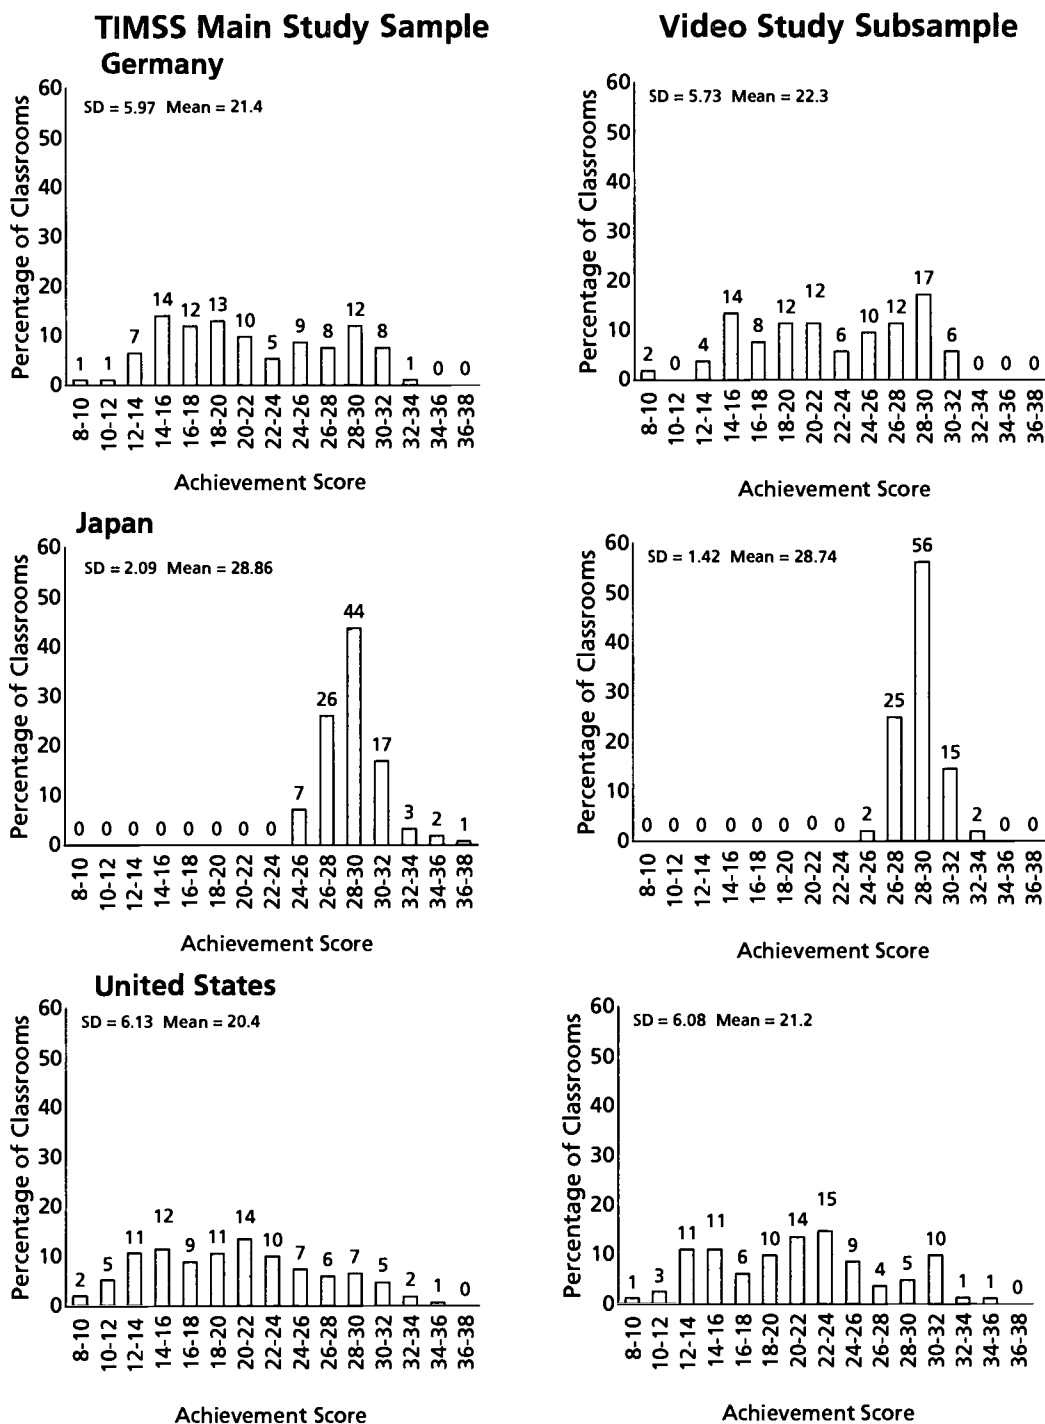 TIMSS Main Study Sample
Video Study Subsample
Germany
SD = 5.97 Mean = 21.4
Percentage of Classrooms
60
50
40
30
20
10
0
1 1 7 14 12 13 10 5 9 8 12 8 1 0 0
8-10 10-12 12-14 14-16 16-18 18-20 20-22 22-24 24-26 26-28 28-30 30-32 32-34 34-36 36-38
Achievement Score
SD = 5.73 Mean = 22.3
Percentage of Classrooms
60
50
40
30
20
10
0
2 0 4 14 8 12 12 6 10 12 17 6 0 0 0
8-10 10-12 12-14 14-16 16-18 18-20 20-22 22-24 24-26 26-28 28-30 30-32 32-34 34-36 36-38
Achievement Score
Japan
SD = 2.09 Mean = 28.86
Percentage of Classrooms
60
50
40
30
20
10
0
0 0 0 0 0 0 0 0 7 26 44 17 3 2 1
8-10 10-12 12-14 14-16 16-18 18-20 20-22 22-24 24-26 26-28 28-30 30-32 32-34 34-36 36-38
Achievement Score
SD = 1.42 Mean = 28.74
Percentage of Classrooms
60
50
40
30
20
10
0
0 0 0 0 0 0 0 0 2 25 56 15 2 0 0
8-10 10-12 12-14 14-16 16-18 18-20 20-22 22-24 24-26 26-28 28-30 30-32 32-34 34-36 36-38
Achievement Score
United States
SD = 6.13 Mean = 20.4
Percentage of Classrooms
60
50
40
30
20
10
0
2 5 11 12 9 11 14 10 7 6 7 5 2 1 0
8-10 10-12 12-14 14-16 16-18 18-20 20-22 22-24 24-26 26-28 28-30 30-32 32-34 34-36 36-38
Achievement Score
SD = 6.08 Mean = 21.2
Percentage of Classrooms
60
50
40
30
20
10
0
1 3 11 11 6 10 14 15 9 4 5 10 1 1 0
8-10 10-12 12-14 14-16 16-18 18-20 20-22 22-24 24-26 26-28 28-30 30-32 32-34 34-36 36-38
Achievement Score